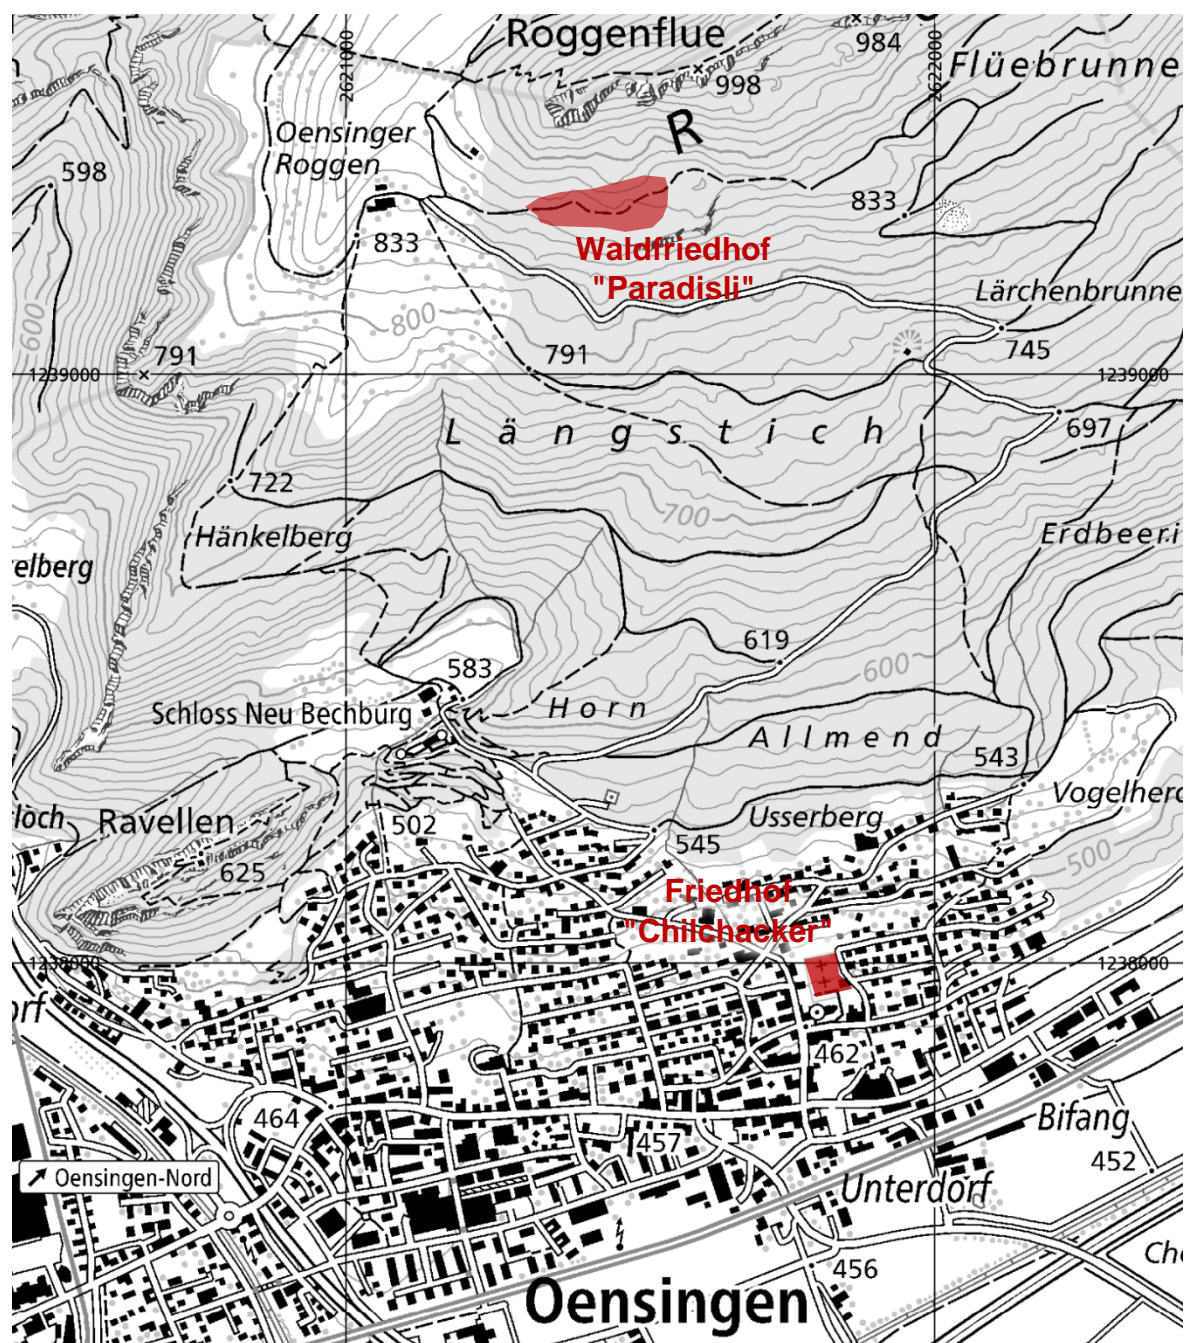 Roggenflue
984
Flüebrunne
998
2621000
2622000
Oensinger
Roggen
R
598
833
833
Waldfriedhof
"Paradisli"
Lärchenbrunne
600
800
745
791
791
1239000
1239000
Längstich
697
722
700
Hänkelberg
Erdbeeri
elberg
619
600
583
Schloss Neu Bechburg
Horn
Allmend
543
Vogelherd
loch
Ravellen
502
545
Usserberg
500
625
Friedhof
"Chilchacker"
1238000
1238000
orf
462
464
457
Bifang
452
Oensingen-Nord
Unterdorf
456
Oensingen